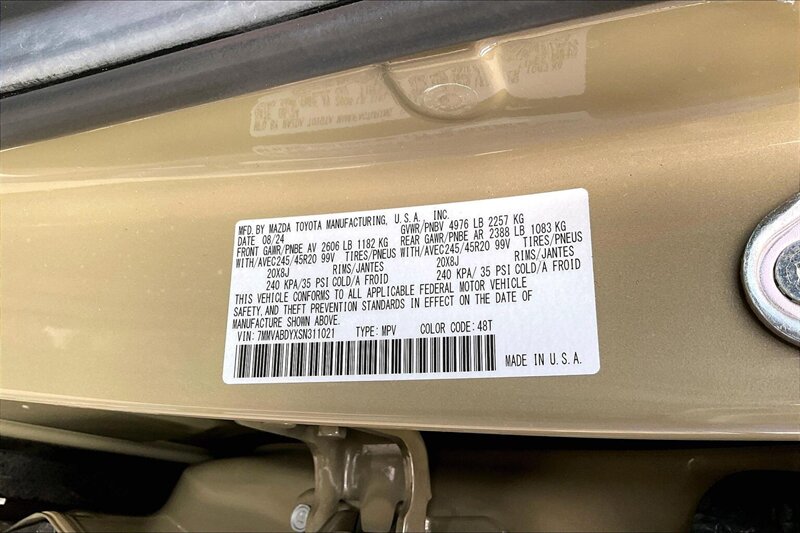 MFD. BY MAZDA TOYOTA MANUFACTURING, U.S.A. INC.
DATE 08/24 GVWR/PNBV 4976 LB 2257 KG
FRONT GAWR/PNBE AV 2606 LB 1182 KG REAR GAWR/PNBE AR 2388 LB 1083 KG
WITH/AVEC245/45R20 99V TIRES/PNEUS WITH/AVEC245/45R20 99V TIRES/PNEUS
20X8J RIMS/JANTES 20X8J RIMS/JANTES
240 KPA/ 35 PSI COLD/A FROID 240 KPA/ 35 PSI COLD/A FROID
THIS VEHICLE CONFORMS TO ALL APPLICABLE FEDERAL MOTOR VEHICLE
SAFETY, AND THEFT PREVENTION STANDARDS IN EFFECT ON THE DATE OF
MANUFACTURE SHOWN ABOVE.
VIN: 7MMVABDYXSN311021 TYPE: MPV COLOR CODE: 48T
MADE IN U.S.A.